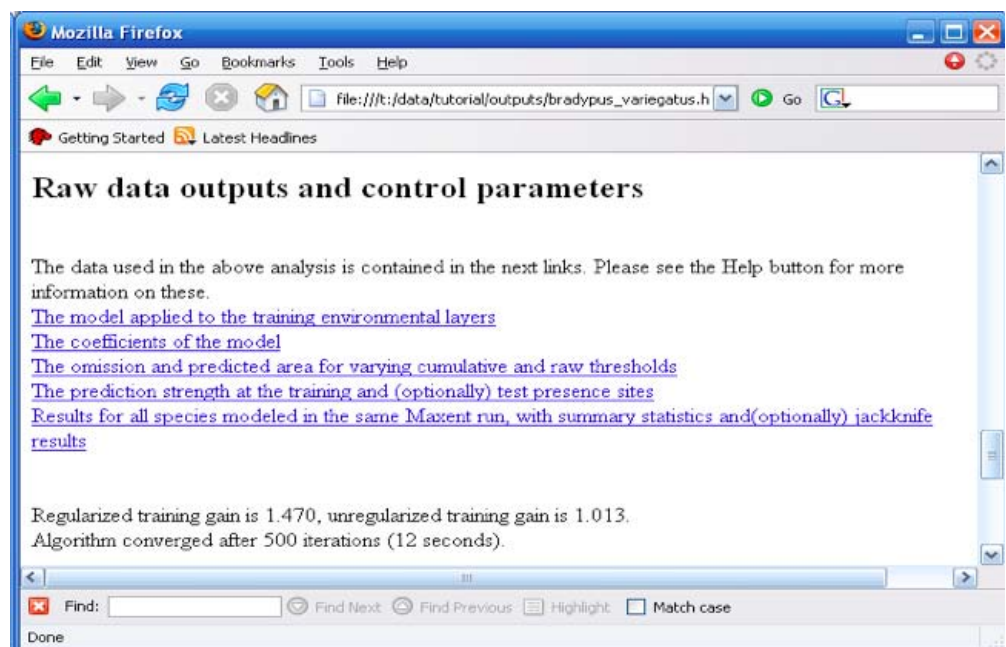 Mozilla Firefox
File Edit View Go Bookmarks Tools Help
file:///t:/data/tutorial/outputs/bradypus_variegatus.h Go G
Getting Started Latest Headlines
Raw data outputs and control parameters
The data used in the above analysis is contained in the next links. Please see the Help button for more
information on these.
The model applied to the training environmental layers
The coefficients of the model
The omission and predicted area for varying cumulative and raw thresholds
The prediction strength at the training and (optionally) test presence sites
Results for all species modeled in the same Maxent run, with summary statistics and(optionally) jackknife
results
Regularized training gain is 1.470, unregularized training gain is 1.013.
Algorithm converged after 500 iterations (12 seconds).
Find: Find Next Find Previous Highlight Match case
Done